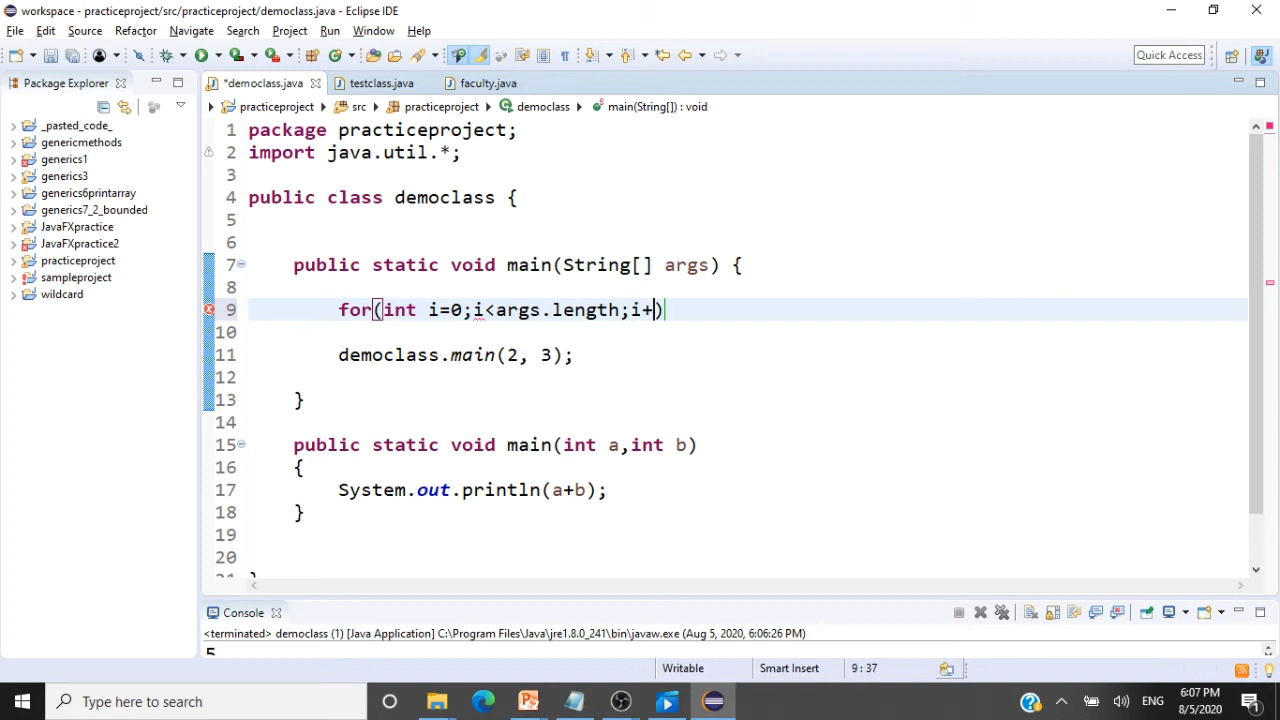 workspace - practiceproject/src/practiceproject/democlass.java - Eclipse IDE
File Edit Source Refactor Navigate Search Project Run Window Help
Quick Access
Package Explorer
*democlass.java testclass.java faculty.java
practiceproject src practiceproject democlass main(String[]) : void
_pasted_code_
genericmethods
generics1
generics3
generics6printarray
generics7_2_bounded
JavaFXpractice
JavaFXpractice2
practiceproject
sampleproject
wildcard
1 package practiceproject;
2 import java.util.*;
3
4 public class democlass {
5
6
7 public static void main(String[] args) {
8
9 for(int i=0;i<args.length;i+)
10
11 democlass.main(2, 3);
12
13 }
14
15 public static void main(int a,int b)
16 {
17 System.out.println(a+b);
18 }
19
20
21 }
Console
<terminated> democlass (1) [Java Application] C:\Program Files\Java\jre1.8.0_241\bin\javaw.exe (Aug 5, 2020, 6:06:26 PM)
5
Writable Smart Insert 9 : 37
Type here to search
ENG
6:07 PM
8/5/2020
1